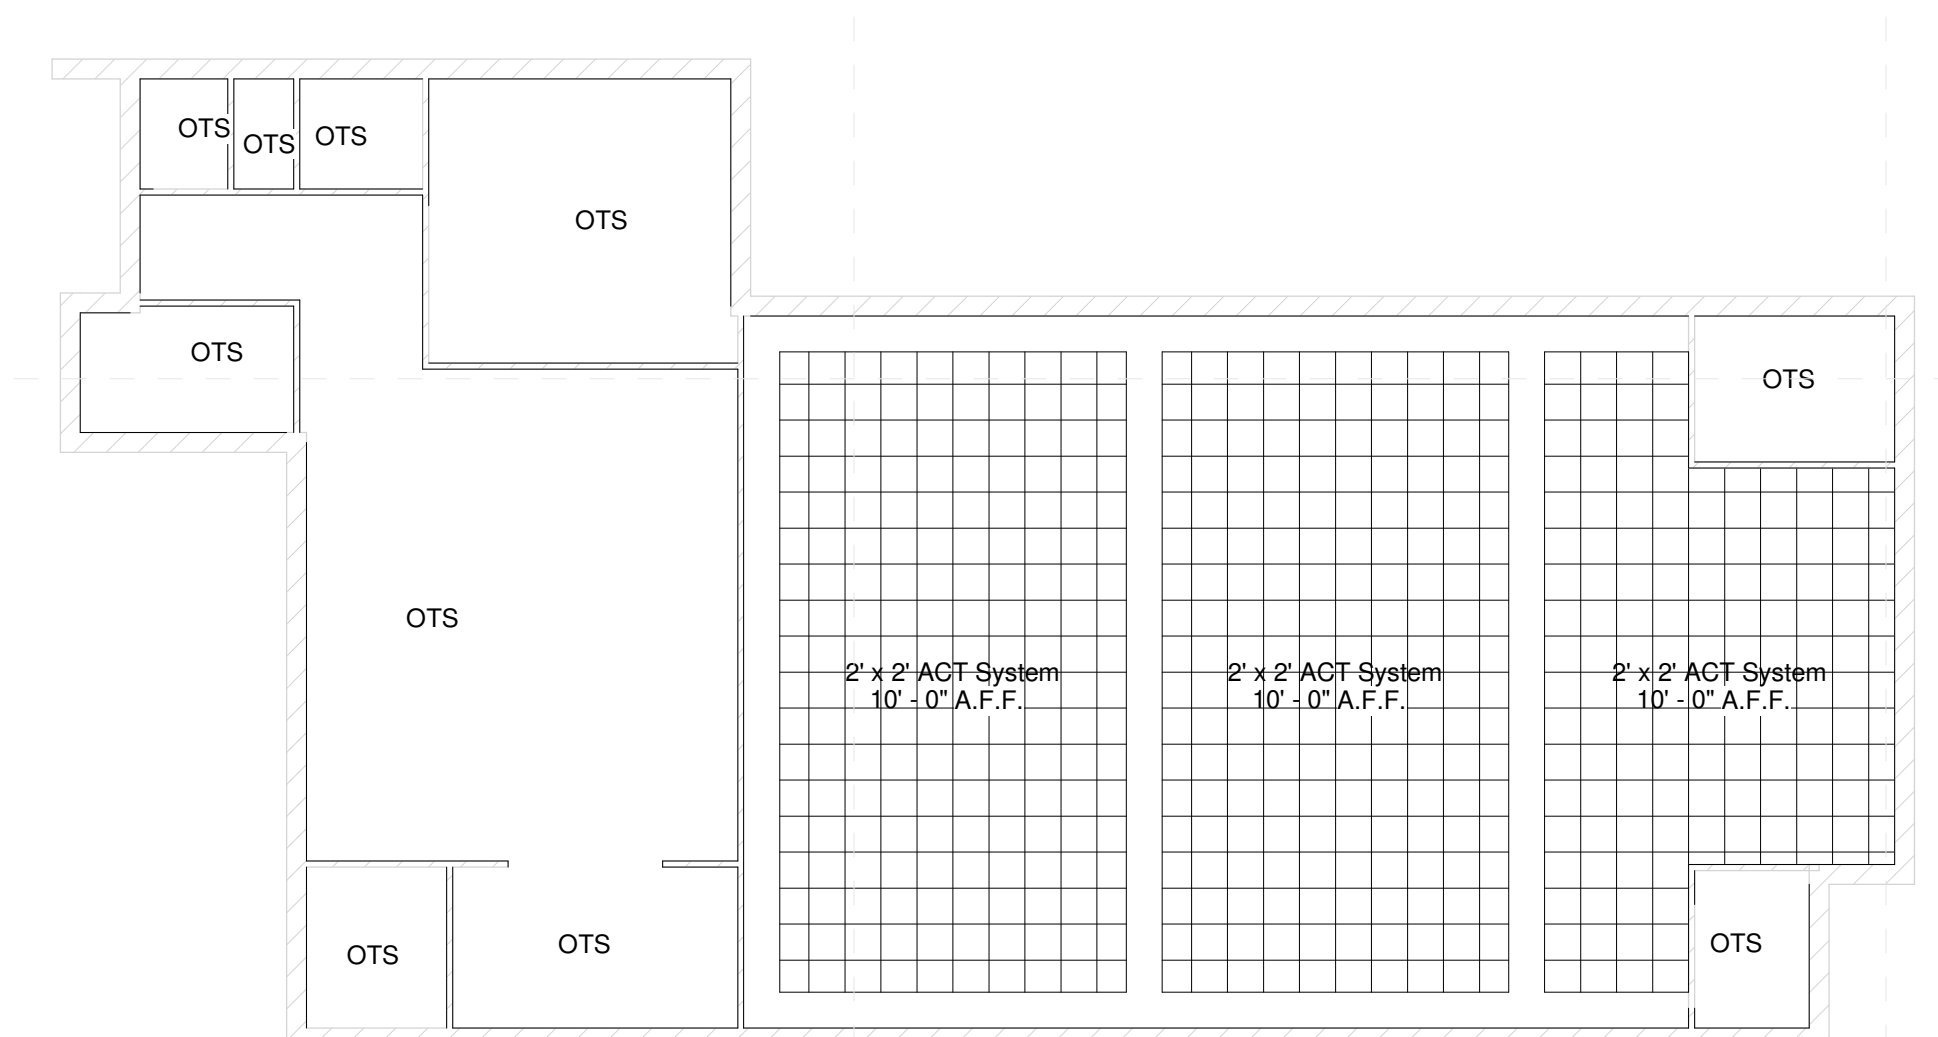 OTS
OTS
OTS
OTS
OTS
OTS
OTS
2' x 2' ACT System
10' - 0" A.F.F.
2' x 2' ACT System
10' - 0" A.F.F.
2' x 2' ACT System
10' - 0" A.F.F.
OTS
OTS
OTS